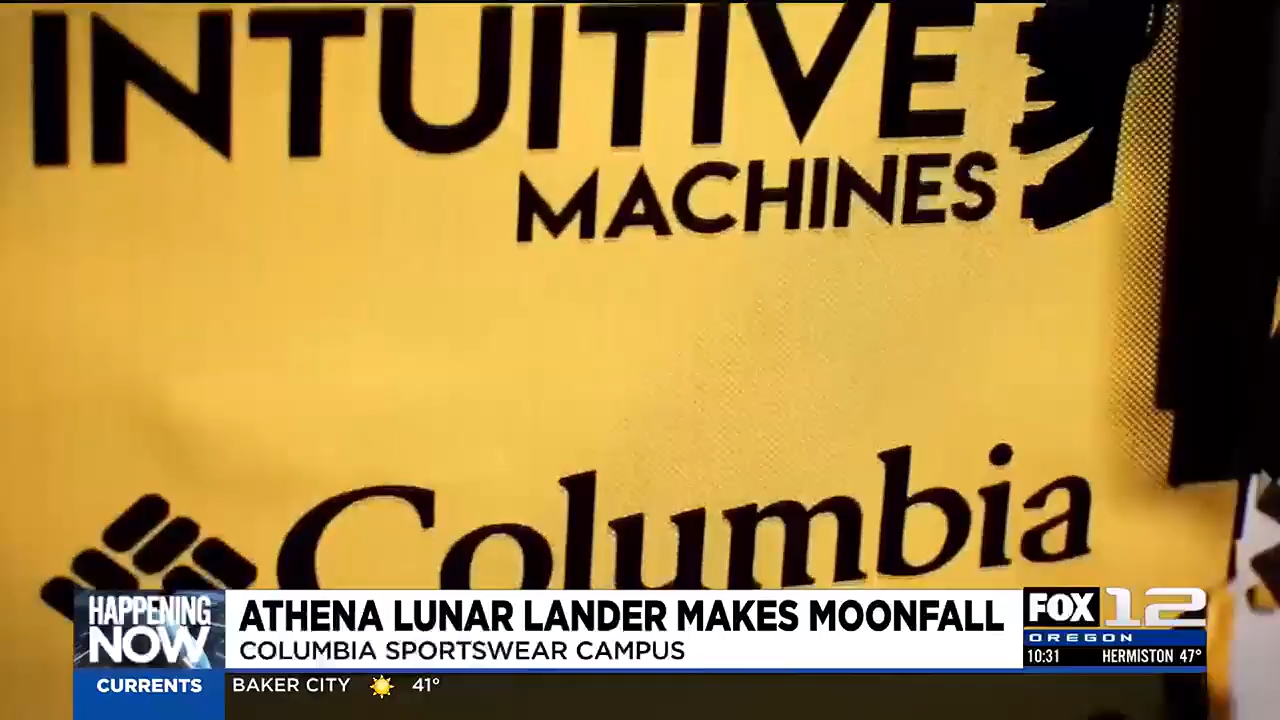 INTUITIVE
MACHINES
Columbia
HAPPENING
NOW
ATHENA LUNAR LANDER MAKES MOONFALL
COLUMBIA SPORTSWEAR CAMPUS
FOX 12
OREGON
10:31 HERMISTON 47°
CURRENTS BAKER CITY 41°